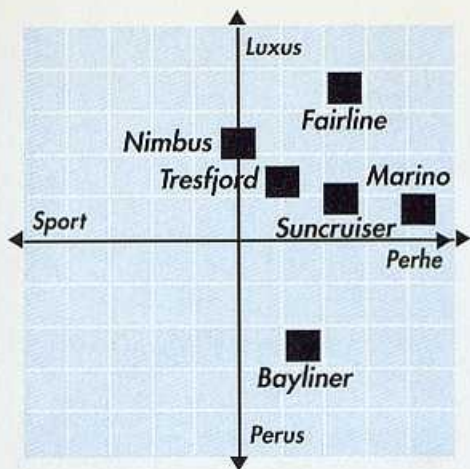 Luxus
Fairline
Nimbus
Tresfjord
Marino
Sport
Suncruiser
Perhe
Bayliner
Perus